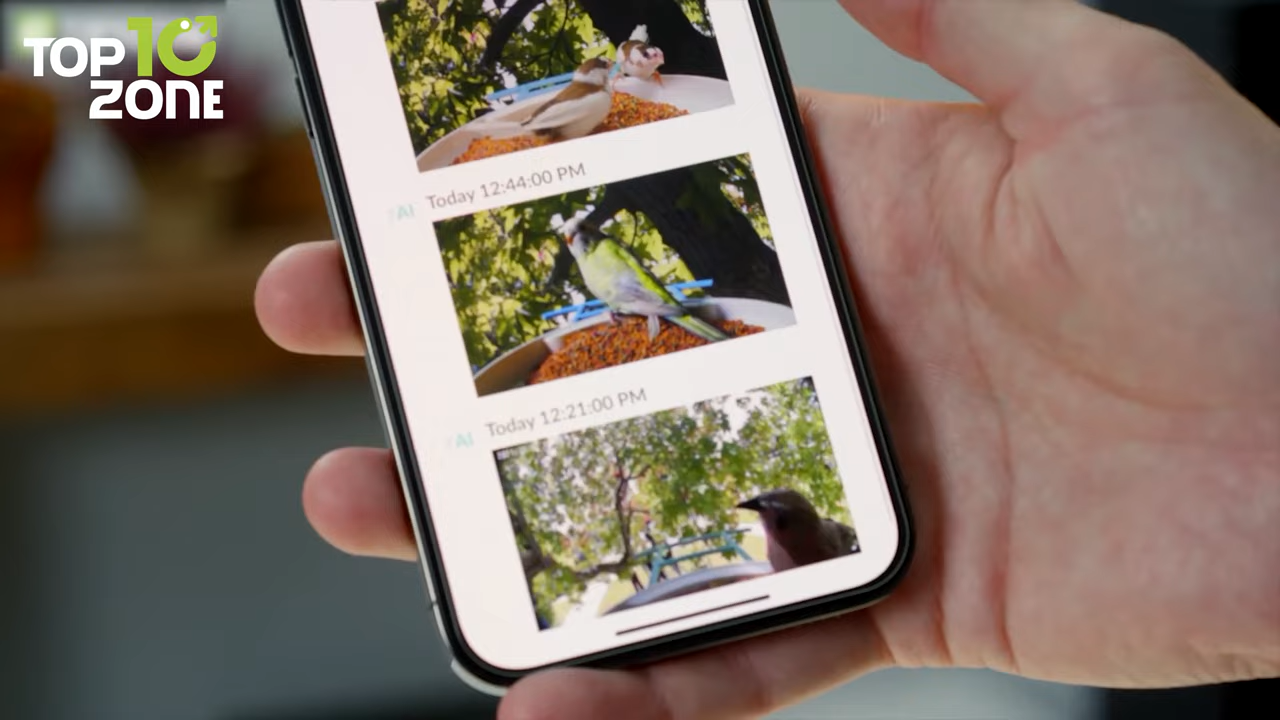 TOP10
ZONE
Today 12:44:00 PM
AI
Today 12:21:00 PM
AI